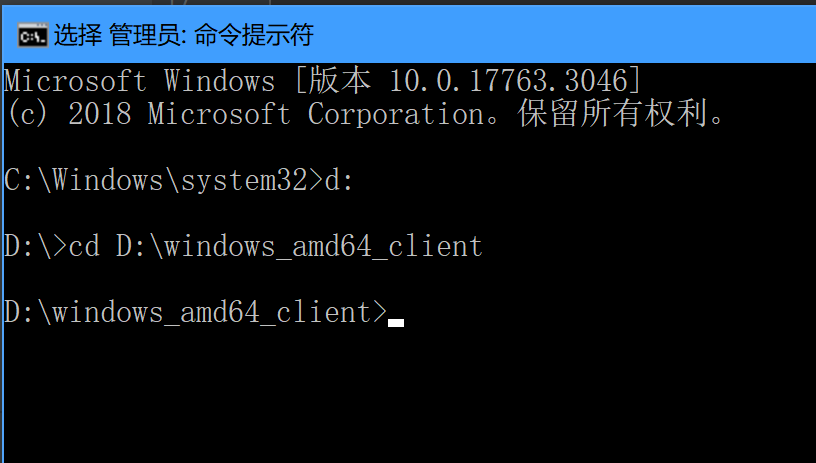 选择 管理员: 命令提示符
Microsoft Windows [版本 10.0.17763.3046]
(c) 2018 Microsoft Corporation。保留所有权利。
C:\Windows\system32>d:
D:\>cd D:\windows_amd64_client
D:\windows_amd64_client>